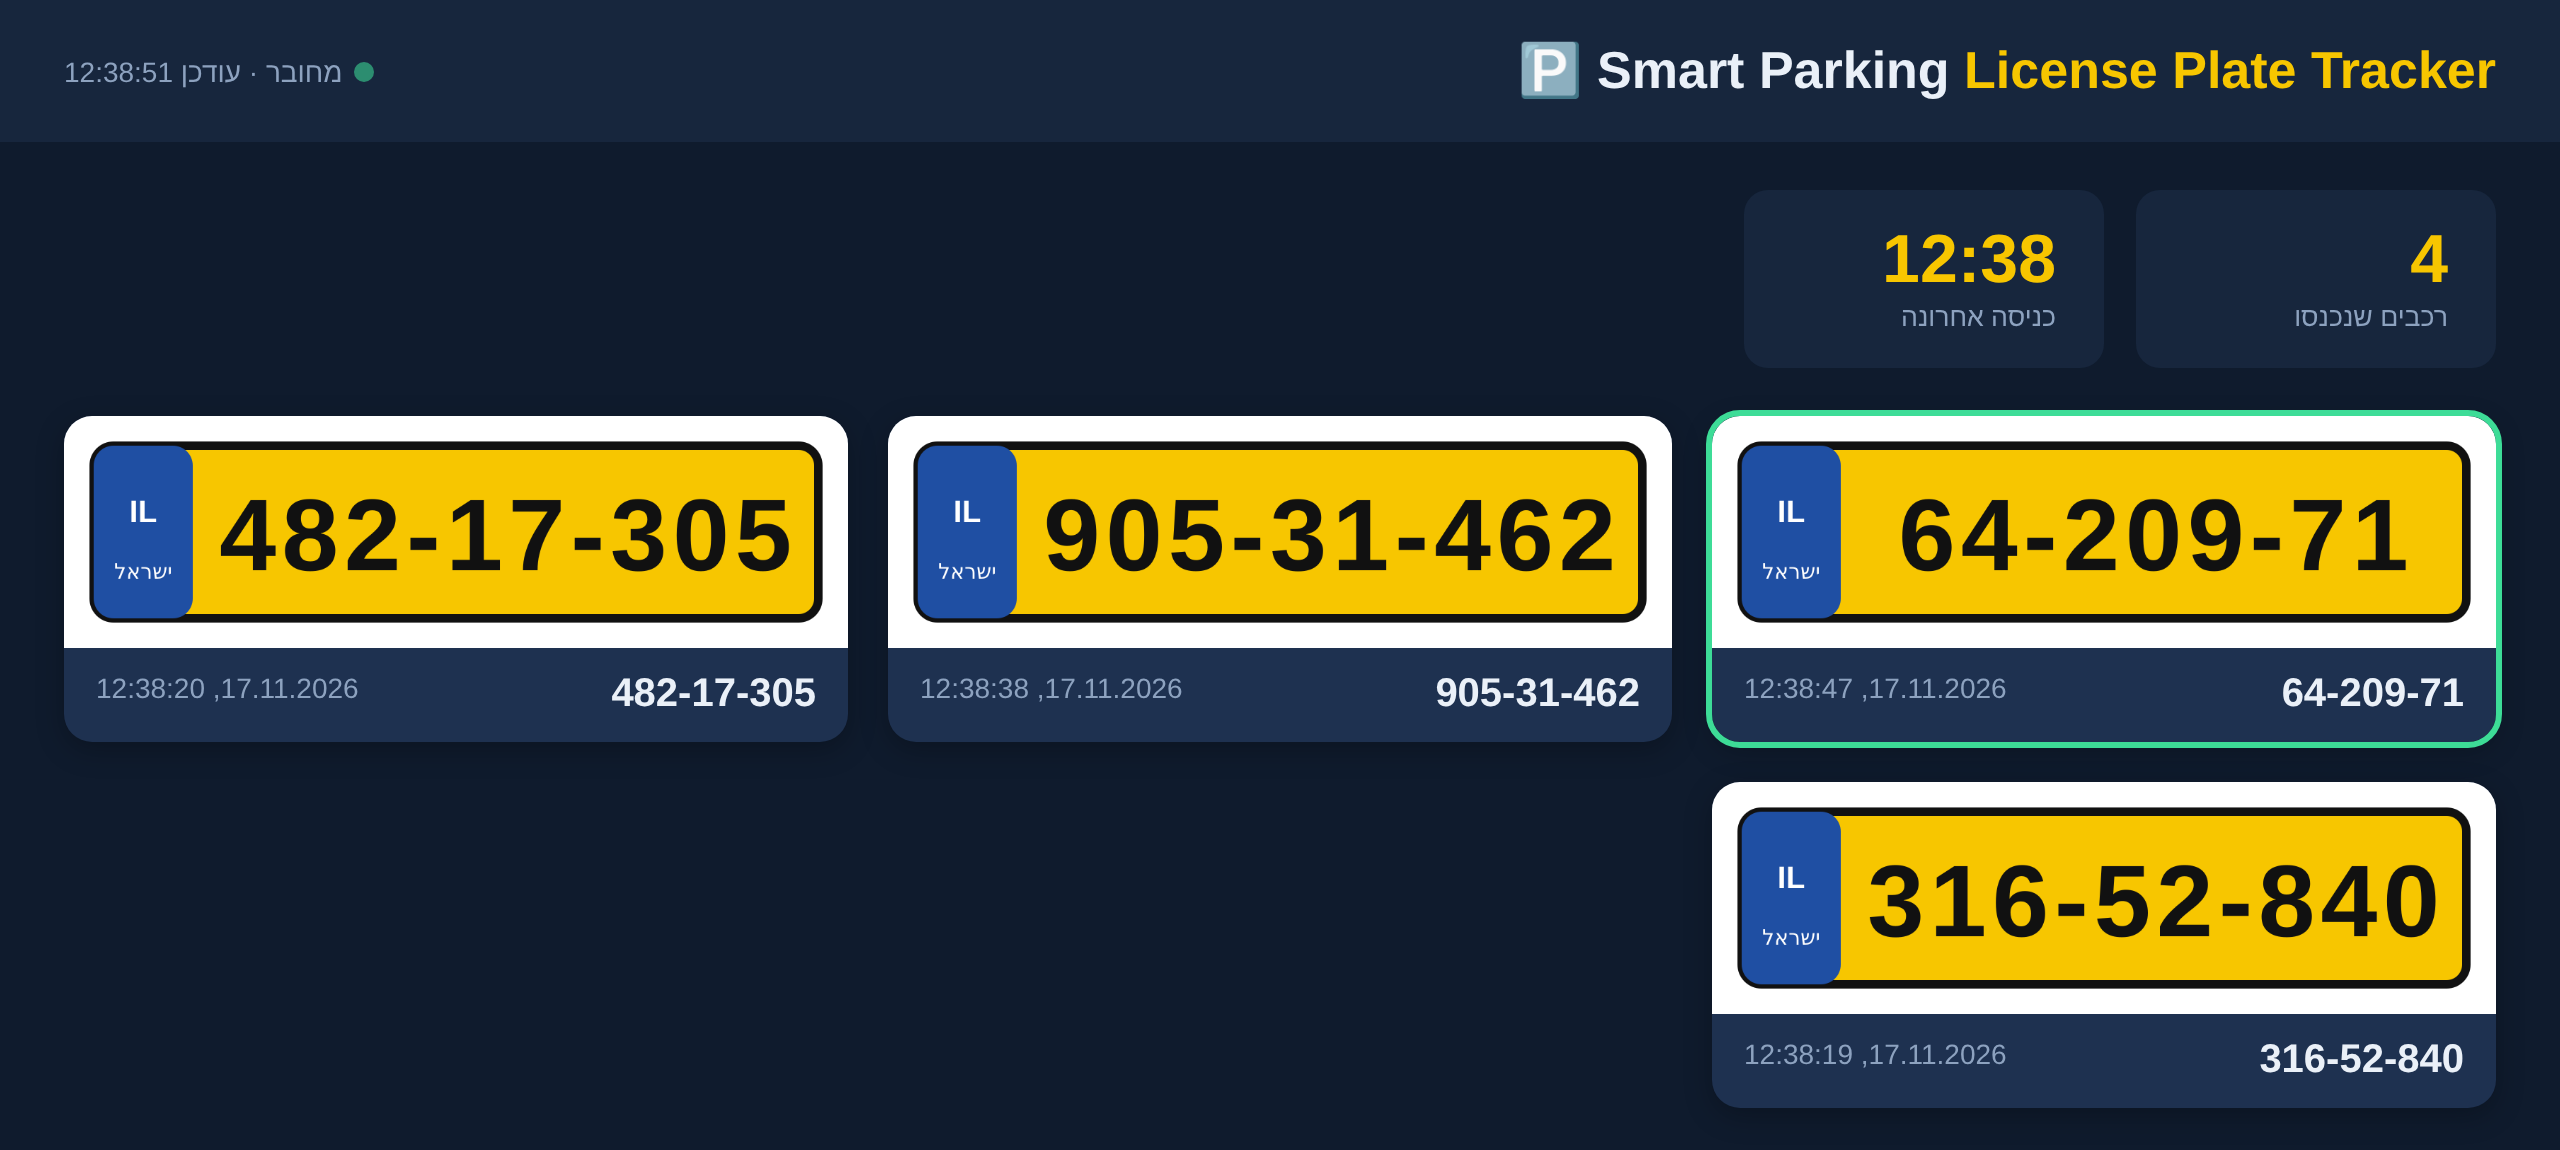 🅿️ Smart Parking License Plate Tracker
מחובר · עודכן 12:38:51
4
רכבים שנכנסו
12:38
כניסה אחרונה
IL
ישראל
64-209-71
64-209-71
17.11.2026, 12:38:47
IL
ישראל
905-31-462
905-31-462
17.11.2026, 12:38:38
IL
ישראל
482-17-305
482-17-305
17.11.2026, 12:38:20
IL
ישראל
316-52-840
316-52-840
17.11.2026, 12:38:19